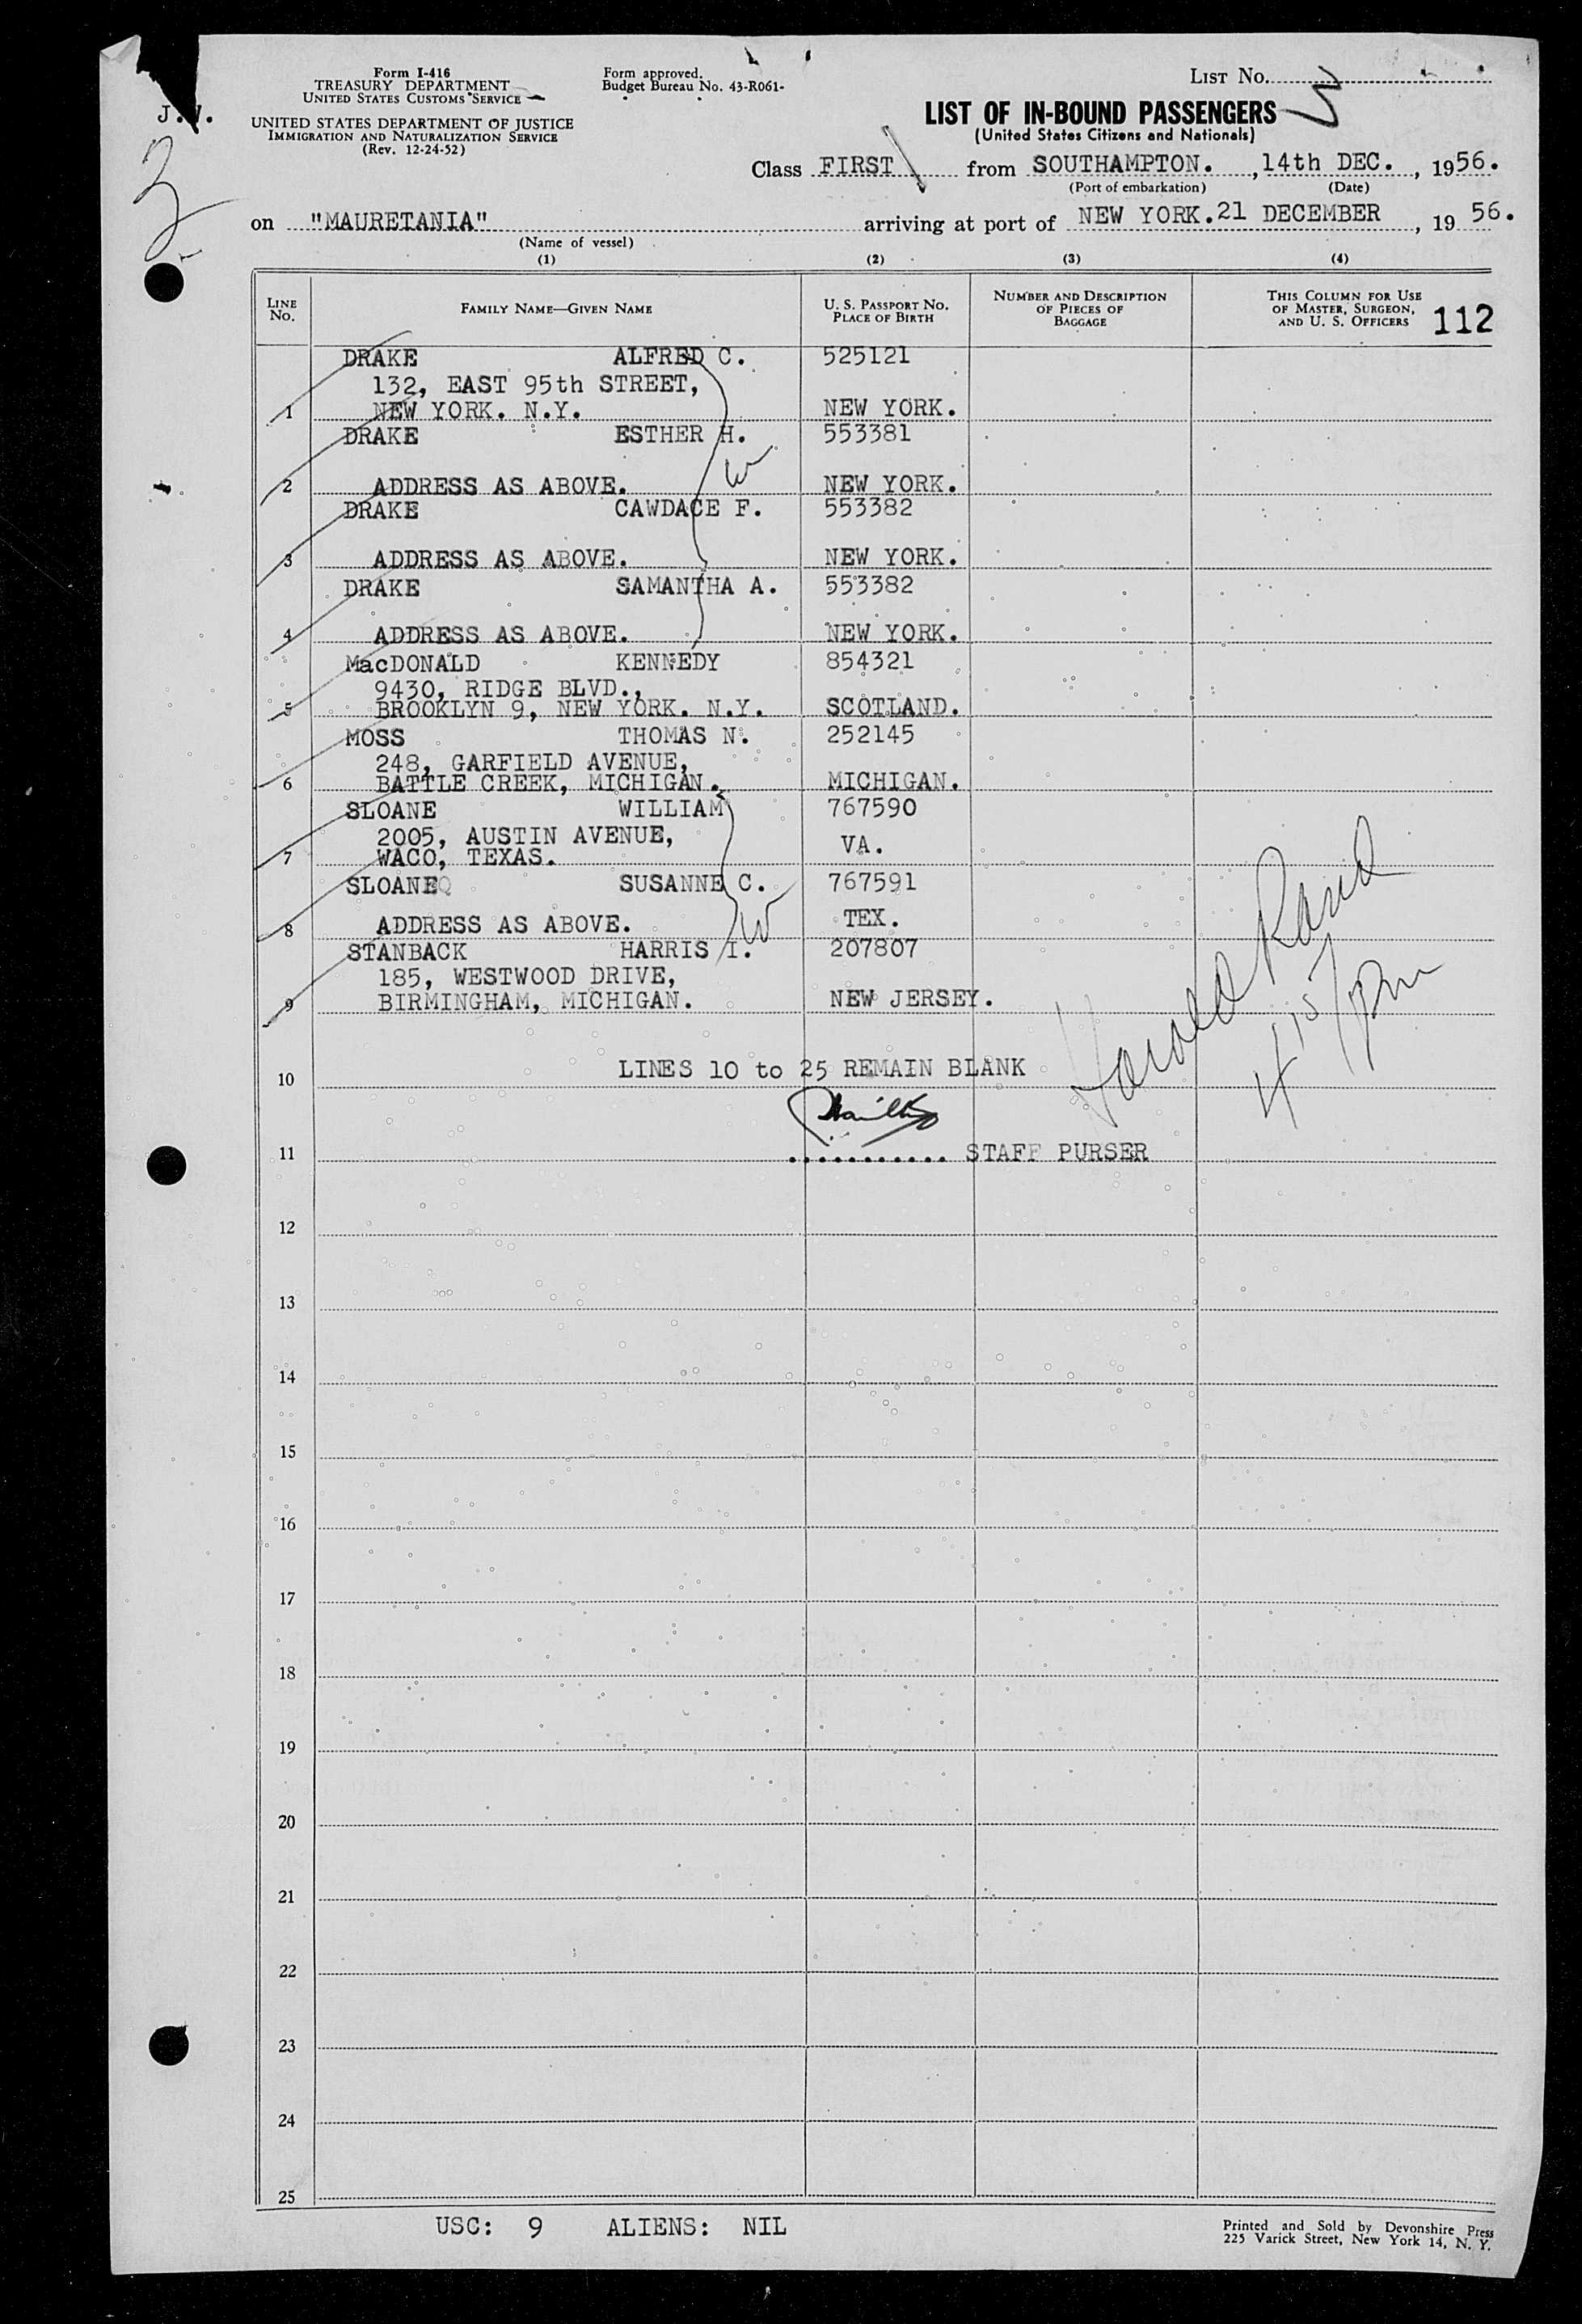 Form I-416
TREASURY DEPARTMENT
UNITED STATES CUSTOMS SERVICE
UNITED STATES DEPARTMENT OF JUSTICE
IMMIGRATION AND NATURALIZATION SERVICE
(Rev. 12-24-52)
Form approved.
Budget Bureau No. 43-R061-
LIST No. 3
J.V.
3
LIST OF IN-BOUND PASSENGERS
(United States Citizens and Nationals)
Class FIRST from SOUTHAMPTON. , 14th DEC. , 1956.
(Port of embarkation) (Date)
on "MAURETANIA" arriving at port of NEW YORK. 21 DECEMBER , 19 56.
(Name of vessel)
(1) (2) (3) (4)
LINE No. FAMILY NAME—GIVEN NAME U. S. PASSPORT No. PLACE OF BIRTH NUMBER AND DESCRIPTION OF PIECES OF BAGGAGE THIS COLUMN FOR USE OF MASTER, SURGEON, AND U. S. OFFICERS 112
DRAKE ALFRED C. 525121
132, EAST 95th STREET,
1 NEW YORK. N.Y. NEW YORK.
DRAKE ESTHER H. 553381
W
2 ADDRESS AS ABOVE. NEW YORK.
DRAKE CAWDACE F. 553382
3 ADDRESS AS ABOVE. NEW YORK.
DRAKE SAMANTHA A. 553382
4 ADDRESS AS ABOVE. NEW YORK.
MacDONALD KENNEDY 854321
9430, RIDGE BLVD.,
5 BROOKLYN 9, NEW YORK. N.Y. SCOTLAND.
MOSS THOMAS N. 252145
248, GARFIELD AVENUE,
6 BATTLE CREEK, MICHIGAN. MICHIGAN.
SLOANE WILLIAM 767590
2005, AUSTIN AVENUE, VA.
7 WACO, TEXAS.
SLOANE SUSANNE C. 767591
8 ADDRESS AS ABOVE. W TEX.
STANBACK HARRIS I. 207807
185, WESTWOOD DRIVE,
9 BIRMINGHAM, MICHIGAN. NEW JERSEY.
Harold Rand
4 15/pm
10 LINES 10 to 25 REMAIN BLANK
11 ........... STAFF PURSER
12
13
14
15
16
17
18
19
20
21
22
23
24
25
USC: 9 ALIENS: NIL
Printed and Sold by Devonshire Press
225 Varick Street, New York 14, N. Y.